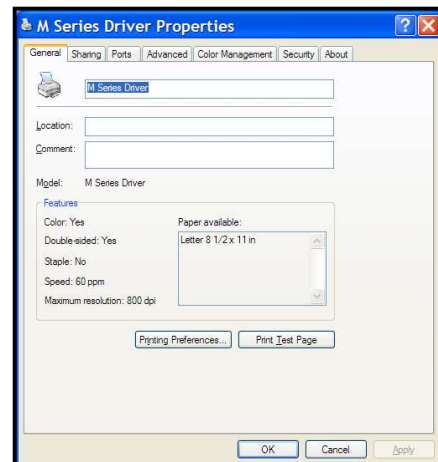 M Series Driver Properties
General Sharing Ports Advanced Color Management Security About
M Series Driver
Location:
Comment:
Model: M Series Driver
Features
Color: Yes
Double-sided: Yes
Staple: No
Speed: 60 ppm
Maximum resolution: 800 dpi
Paper available:
Letter 8 1/2 x 11 in
Printing Preferences... Print Test Page
OK Cancel Apply